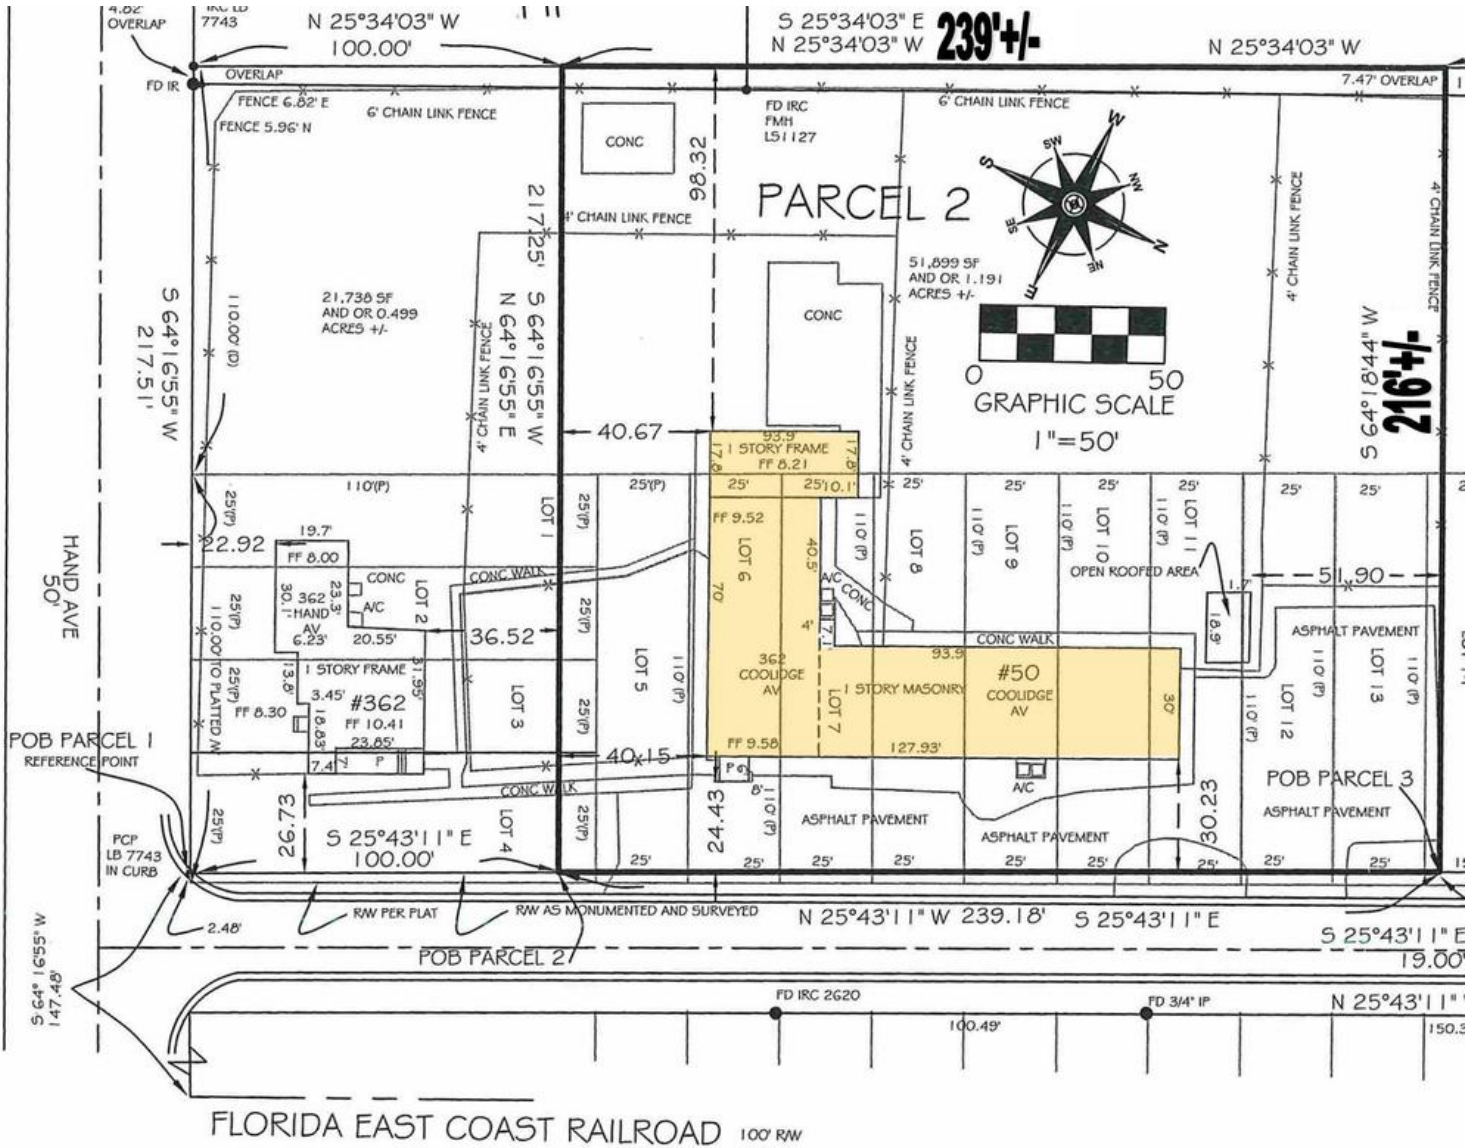 4.82'
OVERLAP
IRC LB
7743
N 25°34'03" W
100.00'
S 25°34'03" E
N 25°34'03" W
239'+/-
N 25°34'03" W
FD IR
OVERLAP
FENCE 6.82' E
FENCE 5.96' N
6' CHAIN LINK FENCE
CONC
FD IRC
FMH
LS1127
6' CHAIN LINK FENCE
7.47' OVERLAP
98.32
PARCEL 2
W
SW
NW
S
N
SE
NE
E
4' CHAIN LINK FENCE
4' CHAIN LINK FENCE
4' CHAIN LINK FENCE
217.25'
S 64°16'55" W
N 64°16'55" E
4' CHAIN LINK FENCE
21,738 SF
AND OR 0.499
ACRES +/-
51,899 SF
AND OR 1.191
ACRES +/-
CONC
4' CHAIN LINK FENCE
0
50
GRAPHIC SCALE
1"=50'
S 64°16'55" W
217.51'
110.00' (D)
S 64°18'44" W
216'+/-
40.67
93.9'
17.8'
1 STORY FRAME
17.8'
FF 8.21
110'(P)
25'(P)
25'
25'
10.1'
25'
25'
25'
25'
25'
25'(P)
LOT 1
25'(P)
FF 9.52
LOT 6
40.5'
110' (P)
LOT 8
110' (P)
LOT 9
110' (P)
LOT 10
110' (P)
LOT 11
HAND AVE
50'
22.92
19.7'
FF 8.00
30.1'
362
HAND
AV
23.3'
CONC
A/C
LOT 2
CONC WALK
70'
A/C
CONC
OPEN ROOFED AREA
1.7'
51.90
18.9'
ASPHALT PAVEMENT
25'(P)
110.00' TO PLATTED
6.23'
20.55'
36.52
25'(P)
4'
7.1'
CONC WALK
93.9
1 STORY FRAME
13.8'
31.95'
3.45'
#362
FF 8.30
18.83'
FF 10.41
23.85'
7.4'
7'
P
25'(P)
LOT 3
25'(P)
LOT 5
110' (P)
362
COOLIDGE
AV
1 STORY MASONRY
#50
COOLIDGE
AV
LOT 7
30'
110' (P)
LOT 12
110' (P)
LOT 13
110' (P)
POB PARCEL 1
REFERENCE POINT
40.15
FF 9.58
127.93'
P
6'
8'
A/C
POB PARCEL 3
CONC WALK
PCP
LB 7743
IN CURB
25'(P)
26.73
S 25°43'11" E
100.00'
LOT 4
25'(P)
24.43
110' (P)
ASPHALT PAVEMENT
ASPHALT PAVEMENT
30.23
ASPHALT PAVEMENT
25'
25'
25'
25'
25'
25'
25'
25'
2.48'
R/W PER PLAT
R/W AS MONUMENTED AND SURVEYED
N 25°43'11" W 239.18'
S 25°43'11" E
POB PARCEL 2
S 25°43'11" E
19.00'
S 64° 16'55" W
147.48'
FD IRC 2620
100.49'
FD 3/4" IP
N 25°43'11"
150.3
FLORIDA EAST COAST RAILROAD
100' R/W